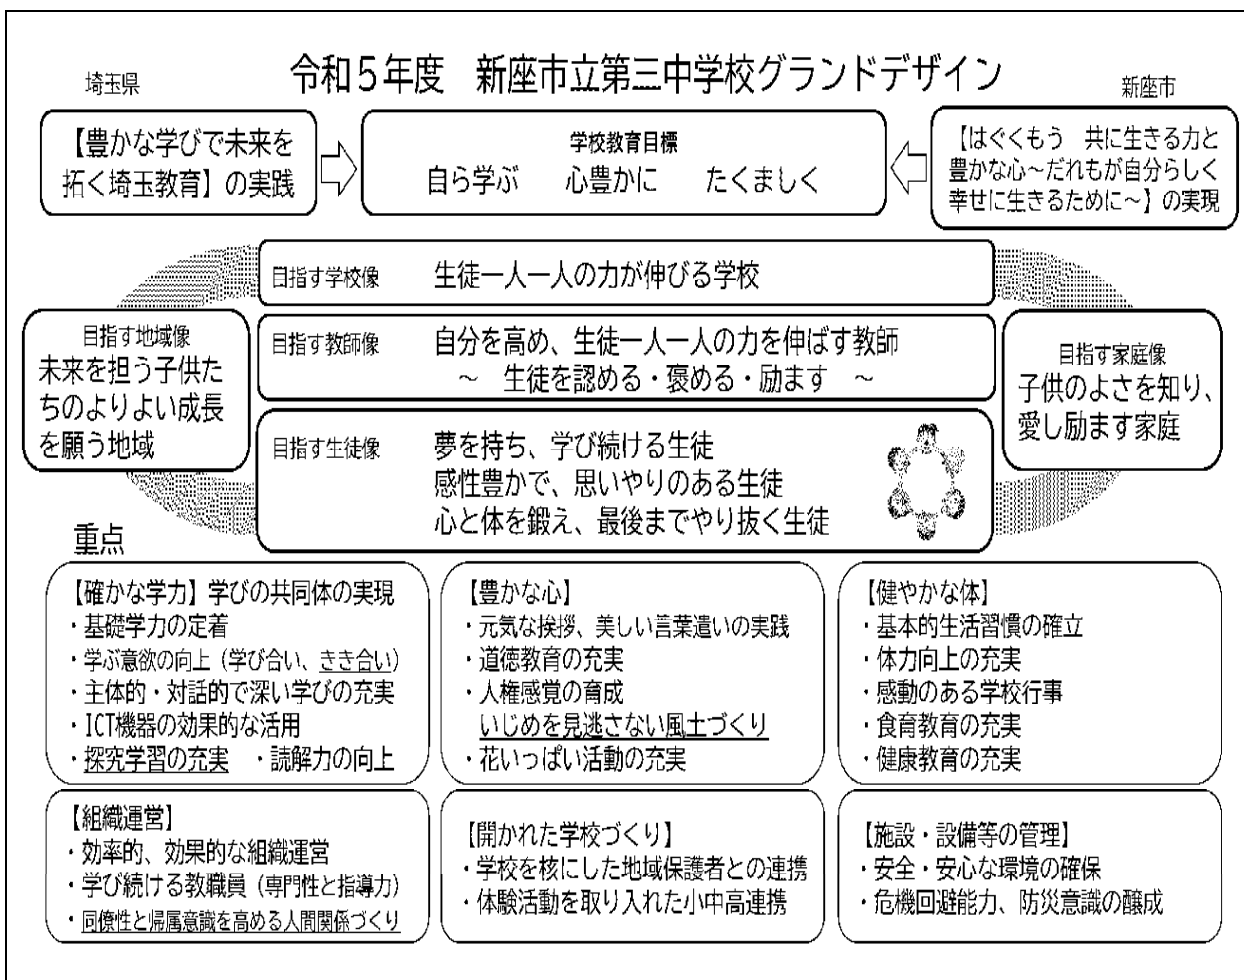 令和5年度　新座市立第三中学校グランドデザイン
埼玉県
新座市
【豊かな学びで未来を
拓く埼玉教育】の実践
学校教育目標
自ら学ぶ　心豊かに　たくましく
【はぐくもう　共に生きる力と
豊かな心～だれもが自分らしく
幸せに生きるために～】の実現
目指す学校像　生徒一人一人の力が伸びる学校
目指す地域像
未来を担う子供た
ちのよりよい成長
を願う地域
目指す教師像　自分を高め、生徒一人一人の力を伸ばす教師
～　生徒を認める・褒める・励ます　～
目指す家庭像
子供のよさを知り、
愛し励ます家庭
目指す生徒像　夢を持ち、学び続ける生徒
感性豊かで、思いやりのある生徒
心と体を鍛え、最後までやり抜く生徒
重点
【確かな学力】学びの共同体の実現
・基礎学力の定着
・学ぶ意欲の向上（学び合い、きき合い）
・主体的・対話的で深い学びの充実
・ICT機器の効果的な活用
・探究学習の充実　・読解力の向上
【豊かな心】
・元気な挨拶、美しい言葉遣いの実践
・道徳教育の充実
・人権感覚の育成
いじめを見逃さない風土づくり
・花いっぱい活動の充実
【健やかな体】
・基本的生活習慣の確立
・体力向上の充実
・感動のある学校行事
・食育教育の充実
・健康教育の充実
【組織運営】
・効率的、効果的な組織運営
・学び続ける教職員（専門性と指導力）
・同僚性と帰属意識を高める人間関係づくり
【開かれた学校づくり】
・学校を核にした地域保護者との連携
・体験活動を取り入れた小中高連携
【施設・設備等の管理】
・安全・安心な環境の確保
・危機回避能力、防災意識の醸成